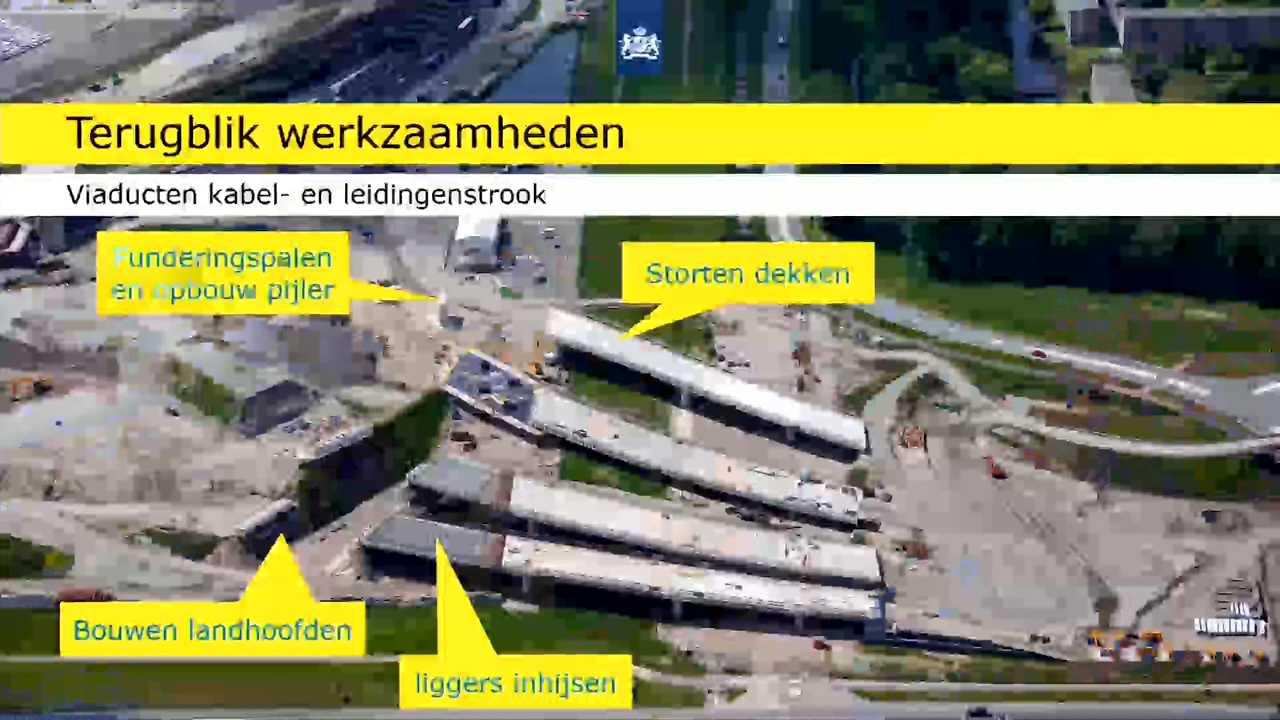 Terugblik werkzaamheden
Viaducten kabel- en leidingenstrook
Funderingspalen
en opbouw pijler
Storten dekken
Bouwen landhoofden
liggers inhijsen